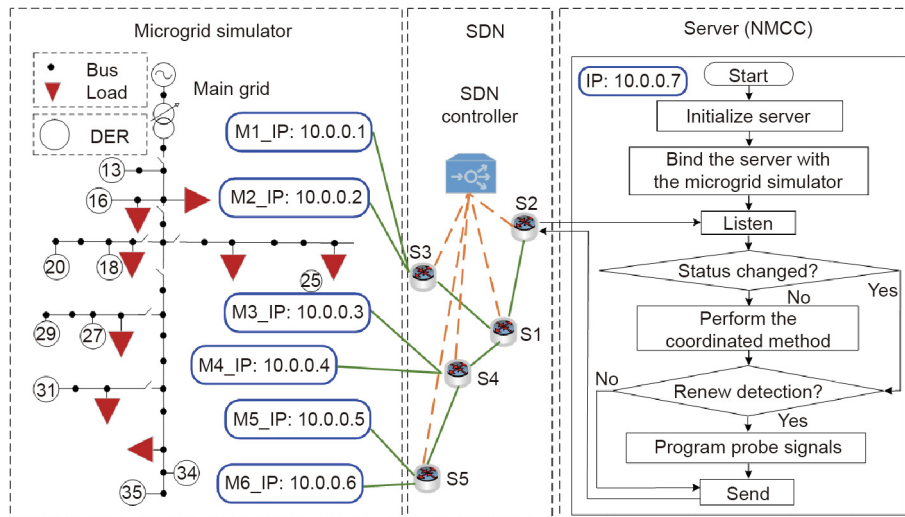 Microgrid simulator
Bus
Load
DER
Main grid
13
16
20
18
25
29
27
31
34
35
M1_IP: 10.0.0.1
M2_IP: 10.0.0.2
M3_IP: 10.0.0.3
M4_IP: 10.0.0.4
M5_IP: 10.0.0.5
M6_IP: 10.0.0.6
SDN
SDN
controller
S2
S3
S1
S4
S5
Server (NMCC)
IP: 10.0.0.7
Start
Initialize server
Bind the server with
the microgrid simulator
Listen
Status changed?
Yes
No
Perform the
coordinated method
No
Renew detection?
Yes
Program probe signals
Send